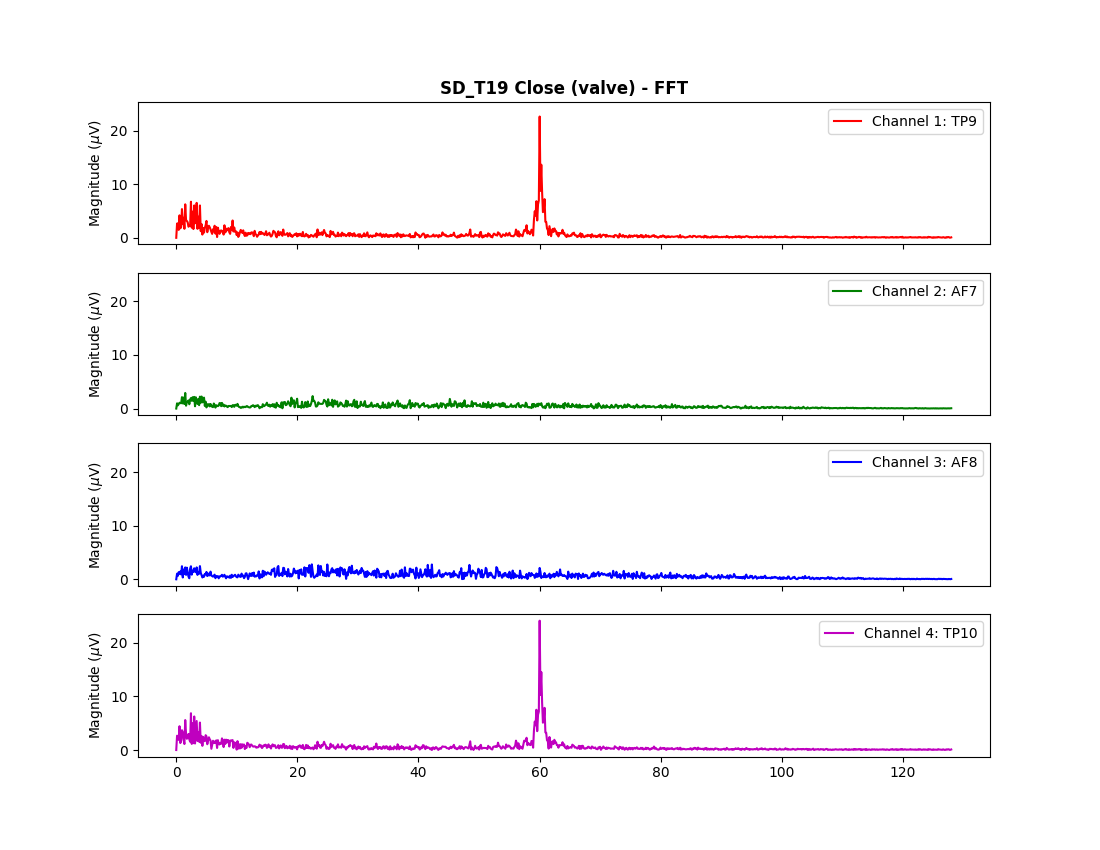 SD_T19 Close (valve) - FFT
Magnitude (μV)
20
10
0
Channel 1: TP9
Magnitude (μV)
20
10
0
Channel 2: AF7
Magnitude (μV)
20
10
0
Channel 3: AF8
Magnitude (μV)
20
10
0
Channel 4: TP10
0 20 40 60 80 100 120